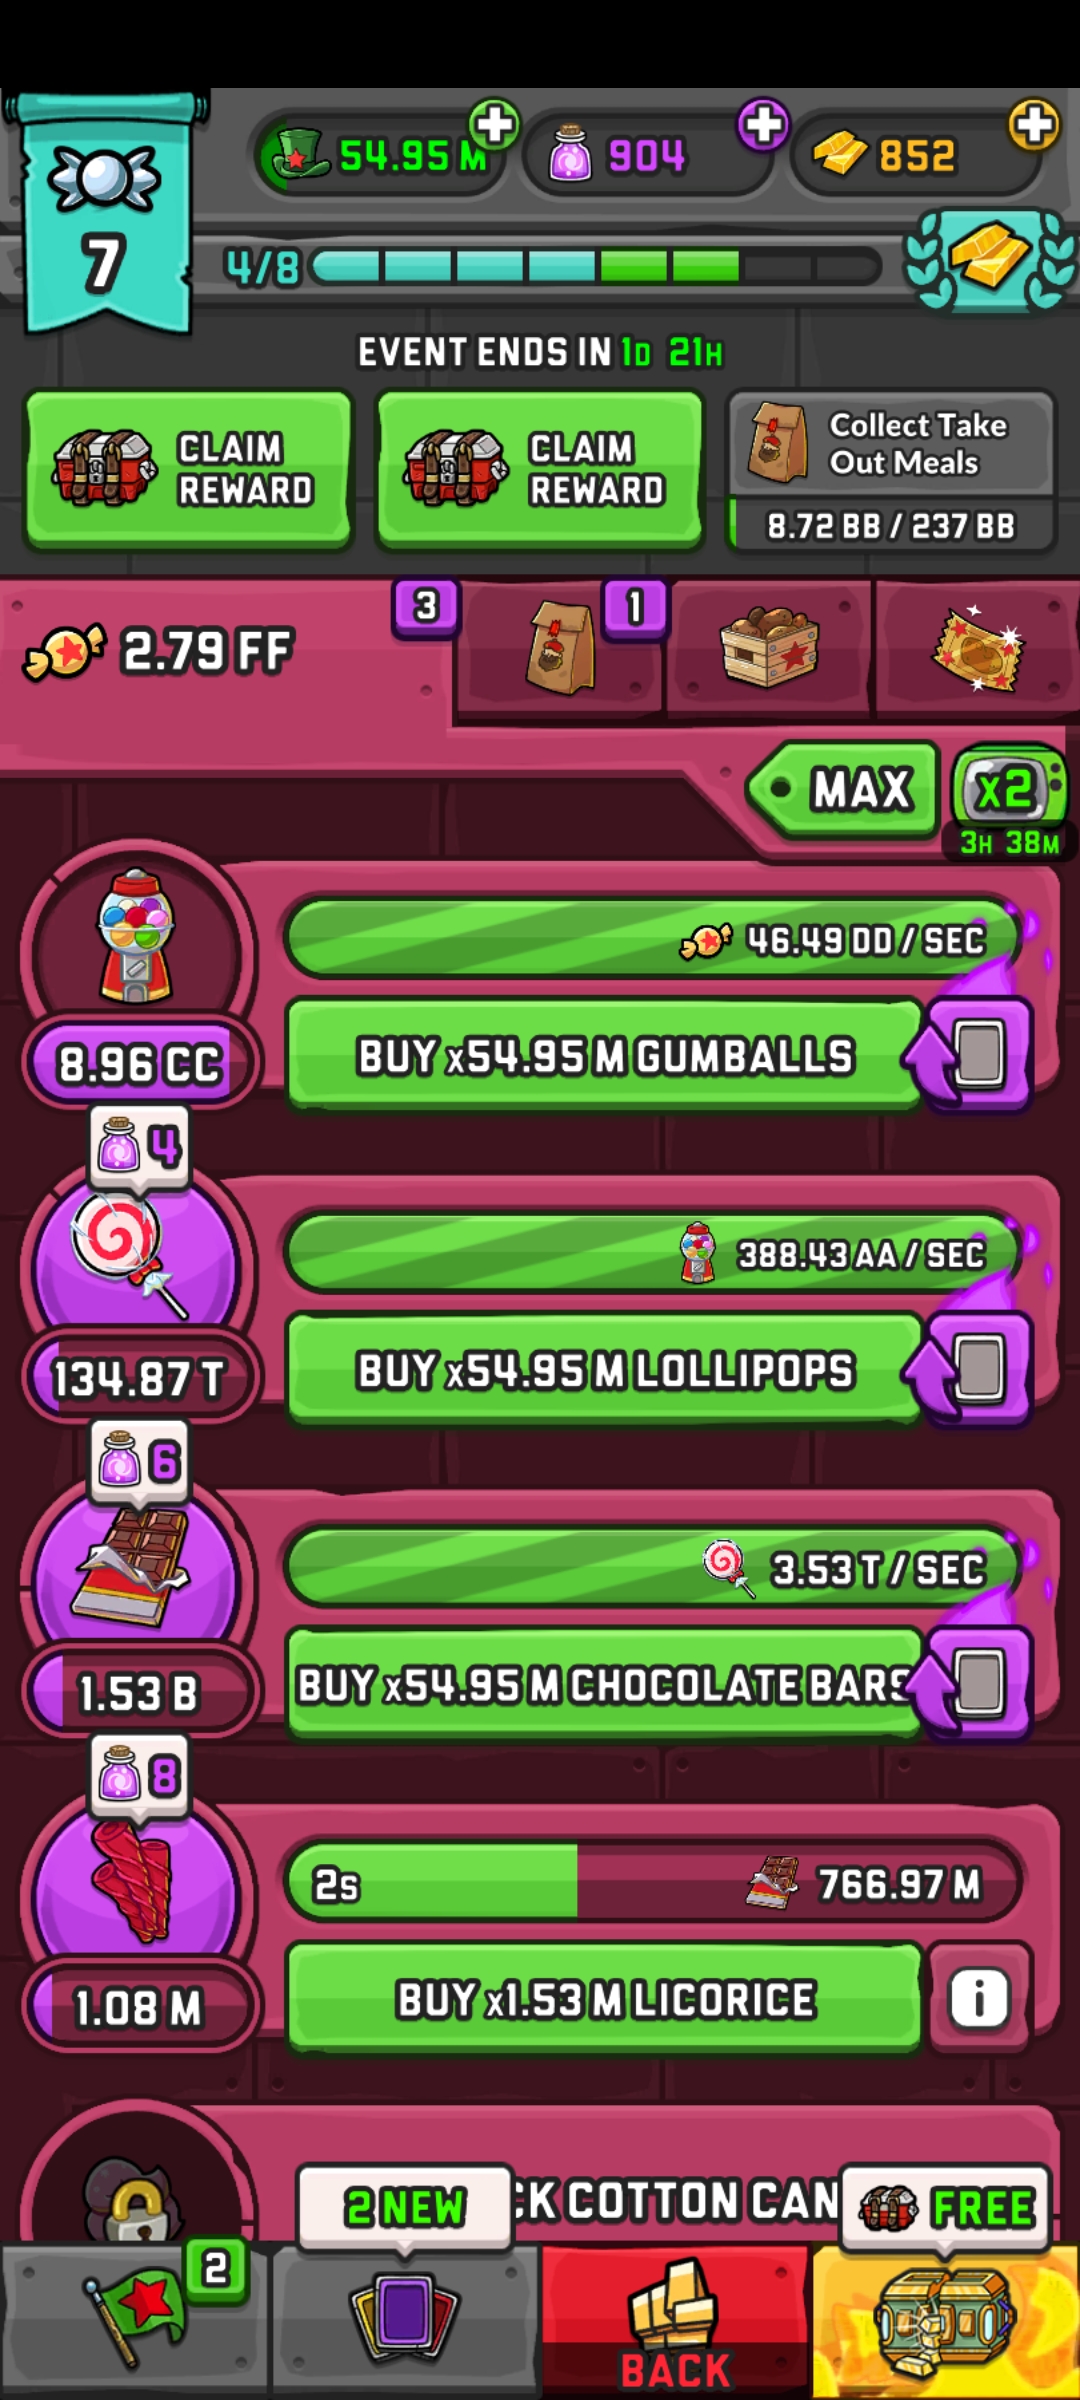 54.95 M
904
852
7
4/8
EVENT ENDS IN 1D 21H
CLAIM
REWARD
CLAIM
REWARD
Collect Take
Out Meals
8.72 BB / 237 BB
2.79 FF
3
1
MAX
x2
3H 38M
46.49 DD / SEC
8.96 CC
BUY x54.95 M GUMBALLS
4
388.43 AA / SEC
134.87 T
BUY x54.95 M LOLLIPOPS
6
3.53 T / SEC
1.53 B
BUY x54.95 M CHOCOLATE BARS
8
2s
766.97 M
1.08 M
BUY x1.53 M LICORICE
i
CK COTTON CAN
2 NEW
FREE
2
BACK